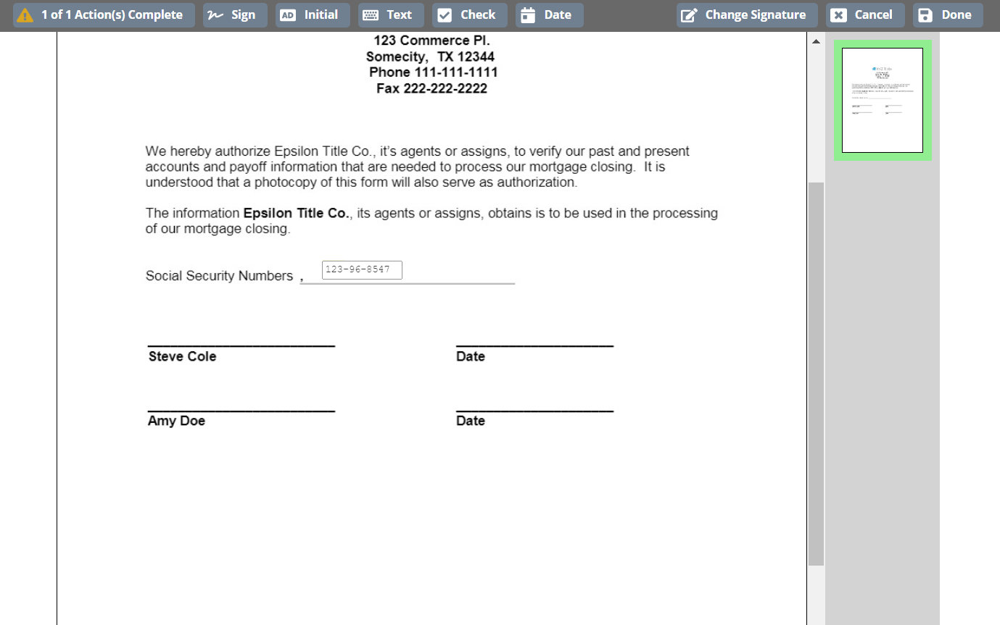 1 of 1 Action(s) Complete Sign Initial Text Check Date Change Signature Cancel Done
123 Commerce Pl.
Somecity, TX 12344
Phone 111-111-1111
Fax 222-222-2222
We hereby authorize Epsilon Title Co., it's agents or assigns, to verify our past and present
accounts and payoff information that are needed to process our mortgage closing. It is
understood that a photocopy of this form will also serve as authorization.
The information Epsilon Title Co., its agents or assigns, obtains is to be used in the processing
of our mortgage closing.
Social Security Numbers , 123-96-8547
Steve Cole Date
Amy Doe Date